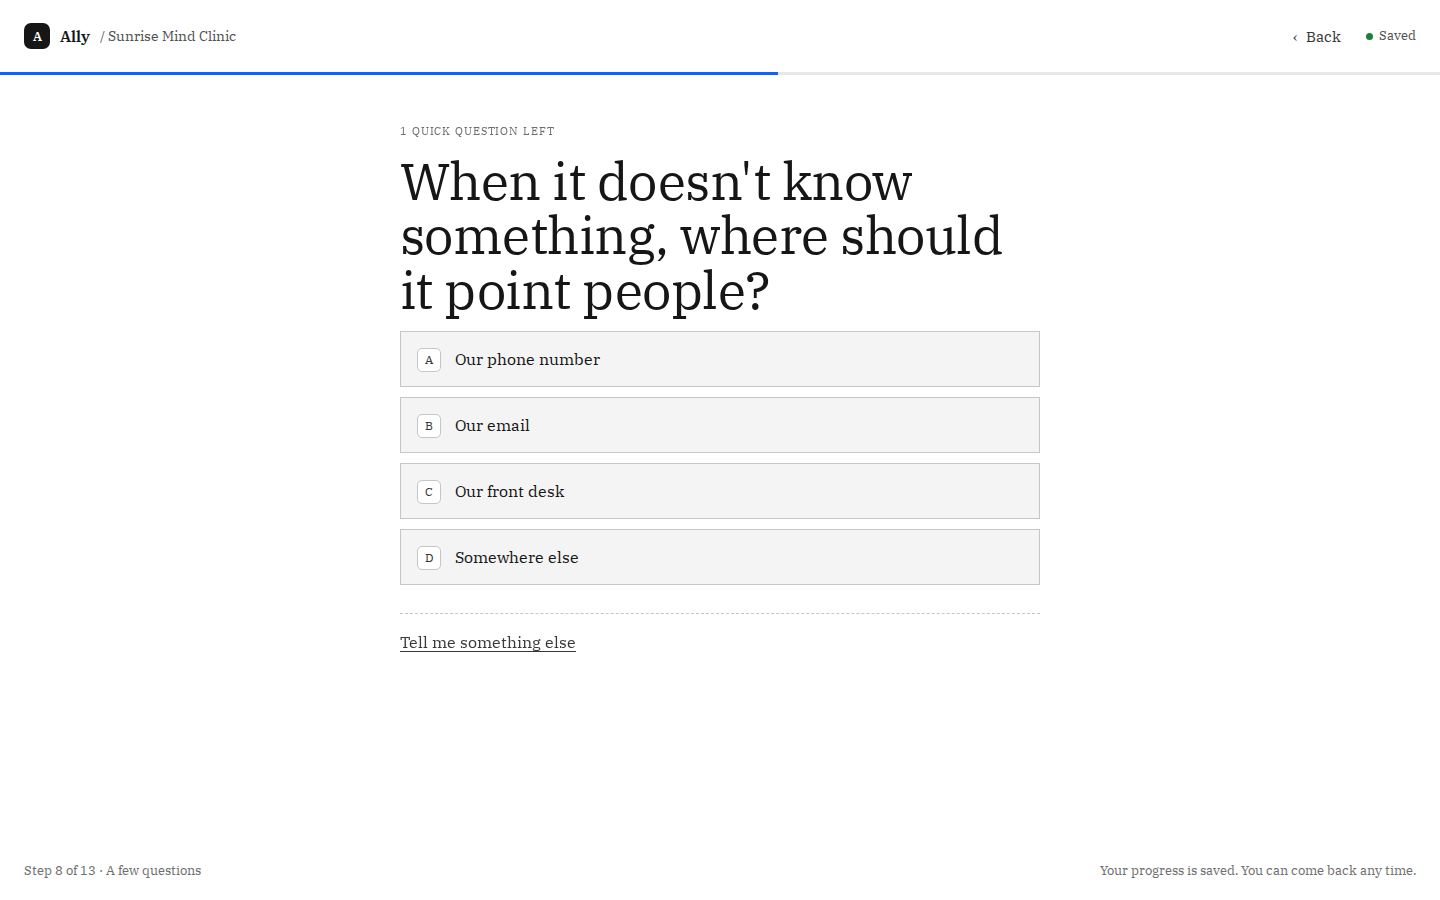 A Ally / Sunrise Mind Clinic
‹ Back
Saved
1 QUICK QUESTION LEFT
When it doesn't know
something, where should
it point people?
A Our phone number
B Our email
C Our front desk
D Somewhere else
Tell me something else
Step 8 of 13 · A few questions
Your progress is saved. You can come back any time.